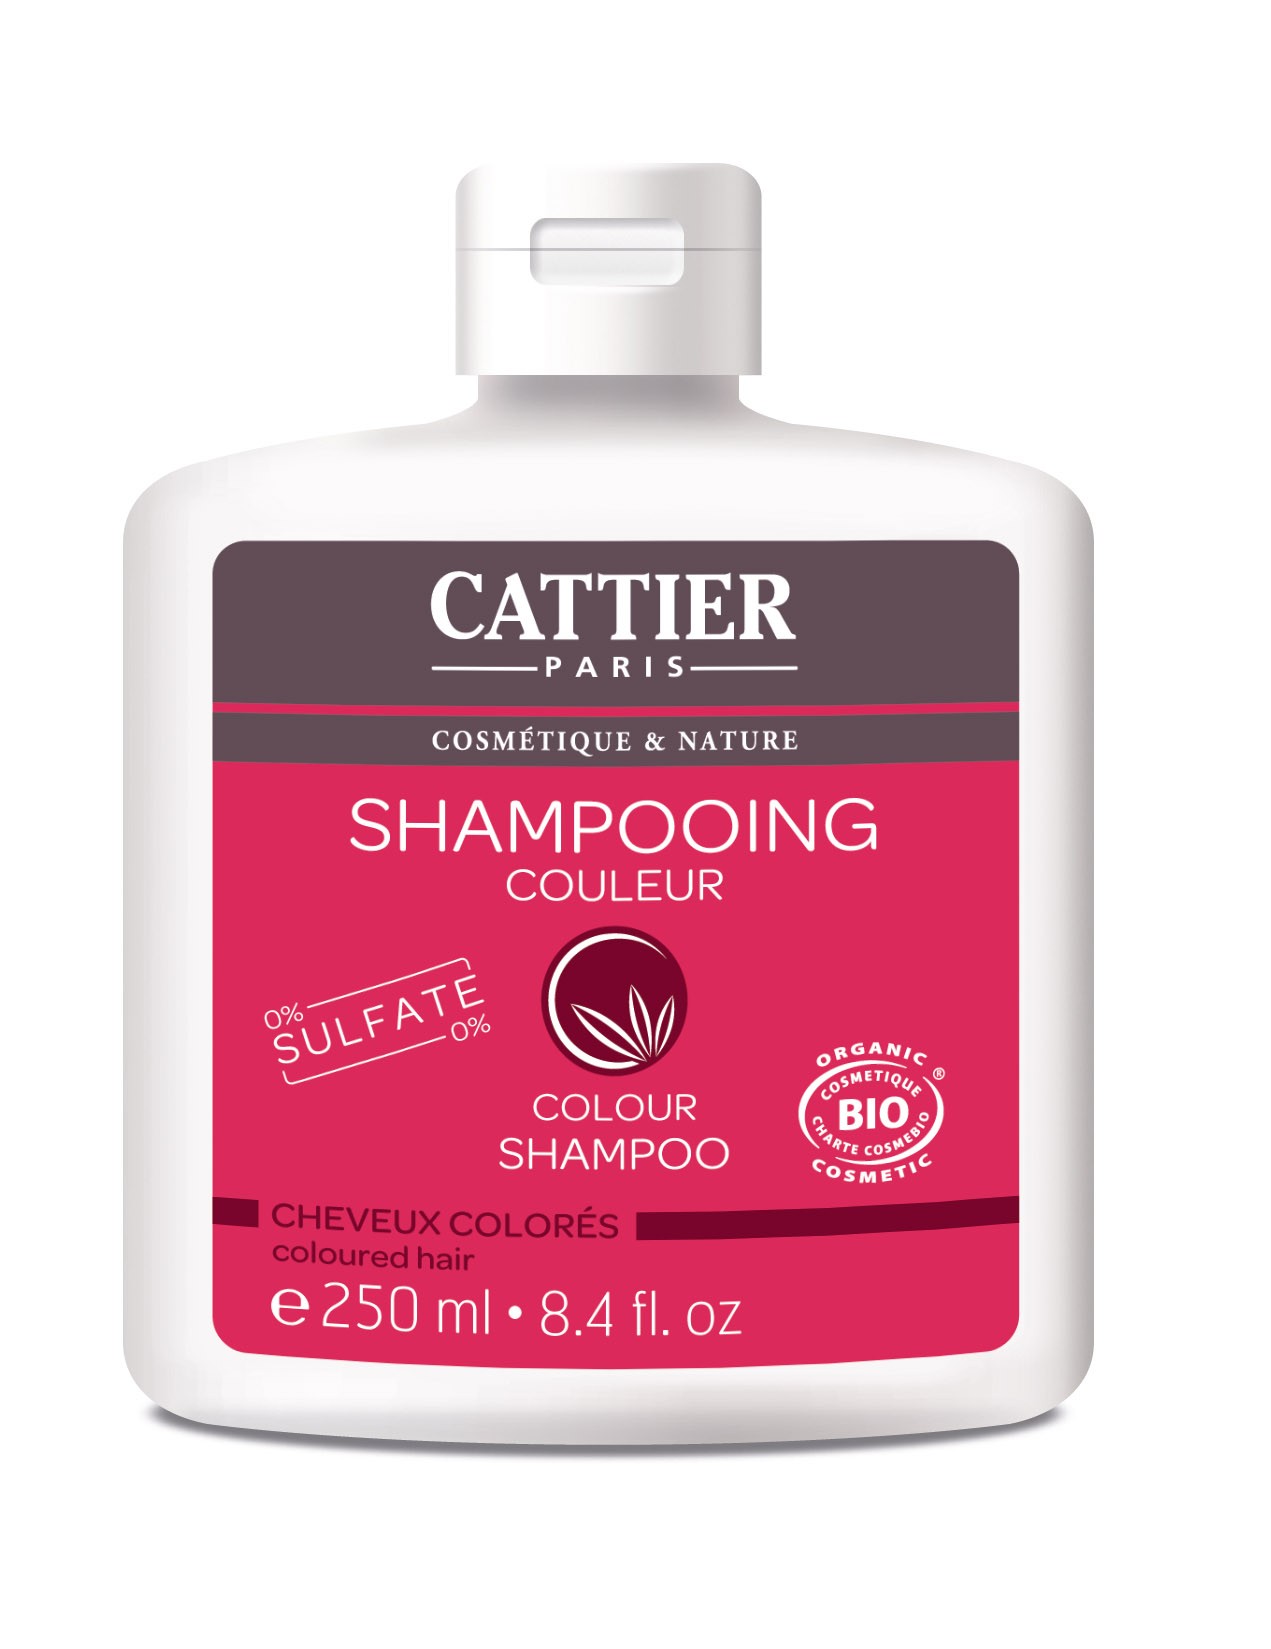 CATTIER
PARIS
COSMÉTIQUE & NATURE
SHAMPOOING
COULEUR
0%
SULFATE
0%
COLOUR
SHAMPOO
ORGANIC
COSMETIQUE ®
BIO
CHARTE COSMEBIO
COSMETIC
CHEVEUX COLORÉS
coloured hair
℮ 250 ml • 8.4 fl. oz